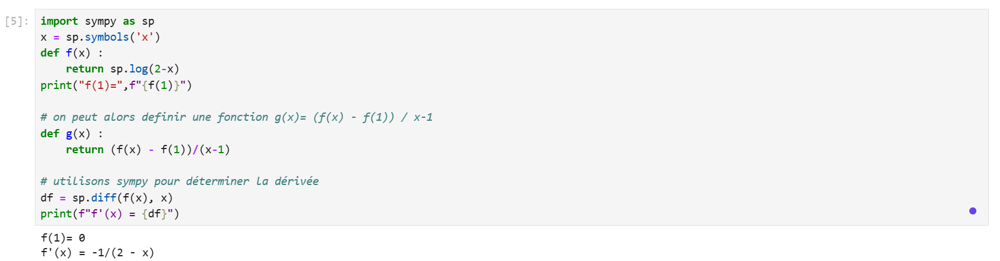 [5]: import sympy as sp
x = sp.symbols('x')
def f(x) :
    return sp.log(2-x)
print("f(1)=",f"{f(1)}")
# on peut alors definir une fonction g(x)= (f(x) - f(1)) / x-1
def g(x) :
    return (f(x) - f(1))/(x-1)
# utilisons sympy pour déterminer la dérivée
df = sp.diff(f(x), x)
print(f"f'(x) = {df}")
f(1)= 0
f'(x) = -1/(2 - x)